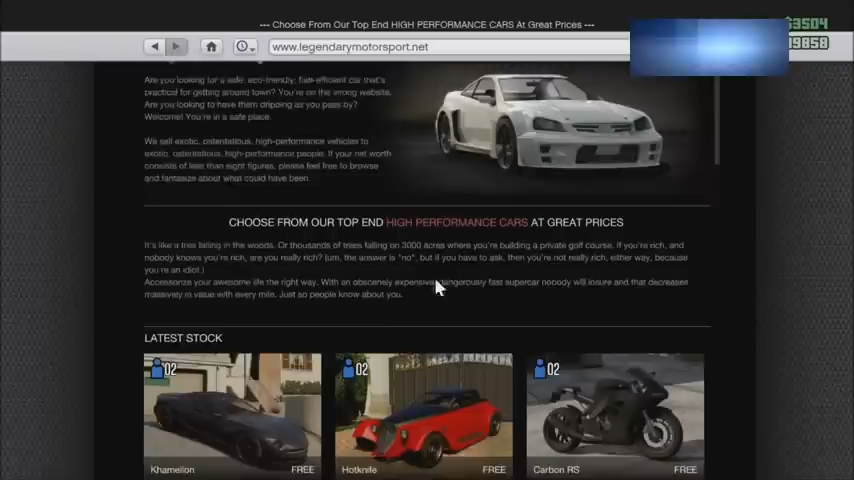 --- Choose From Our Top End HIGH PERFORMANCE CARS At Great Prices ---
$3504
9858
www.legendarymotorsport.net
Are you looking for a safe, eco-friendly, fuel-efficient car that's
practical for getting around town? You're on the wrong website.
Are you looking to have them dripping as you pass by?
Welcome! You're in a safe place.
We sell exotic, ostentatious, high-performance vehicles to
exotic, ostentatious, high-performance people. If your net worth
consists of less than eight figures, please feel free to browse
and fantasize about what could have been.
CHOOSE FROM OUR TOP END HIGH PERFORMANCE CARS AT GREAT PRICES
It's like a tree falling in the woods. Or thousands of trees falling on 3000 acres where you're building a private golf course. If you're rich, and
nobody knows you're rich, are you really rich? (um, the answer is "no", but if you have to ask, then you're not really rich, either way, because
you're an idiot.)
Accessorize your awesome life the right way. With an obscenely expensive, dangerously fast supercar nobody will insure and that decreases
massively in value with every mile. Just so people know about you.
LATEST STOCK
02
02
02
Khamelion FREE
Hotknife FREE
Carbon RS FREE